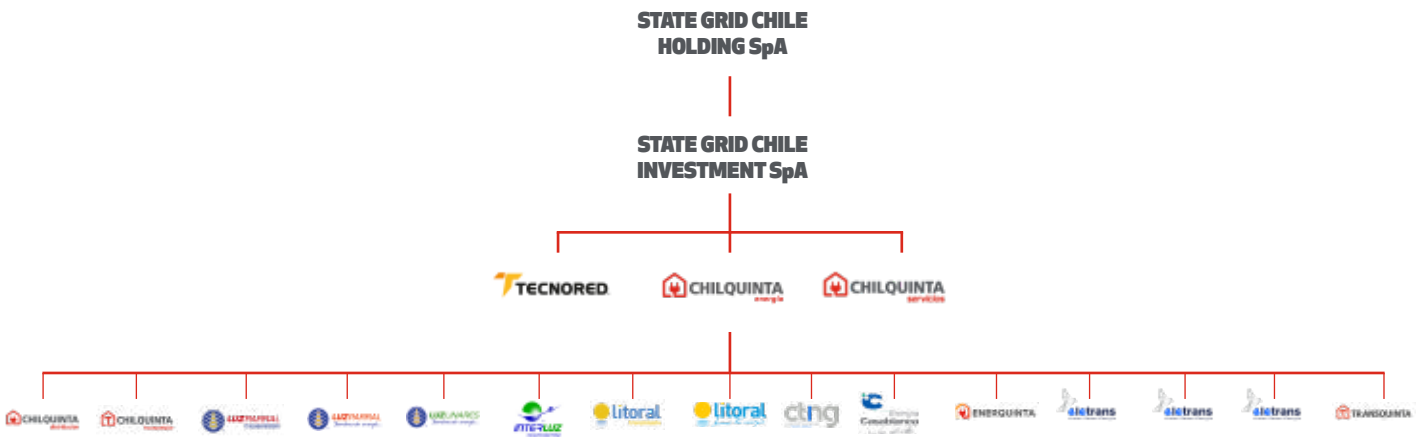 STATE GRID CHILE
HOLDING SpA
STATE GRID CHILE
INVESTMENT SpA
TECNORED
CHILQUINTA
energía
CHILQUINTA
servicios
CHILQUINTA
CHILQUINTA
LUZPARRAL
LUZPARRAL
LUZLINARES
INTERLUZ
litoral
litoral
ctng
Energía
Casablanca
ENERQUINTA
eletrans
eletrans
eletrans
TRANSQUINTA